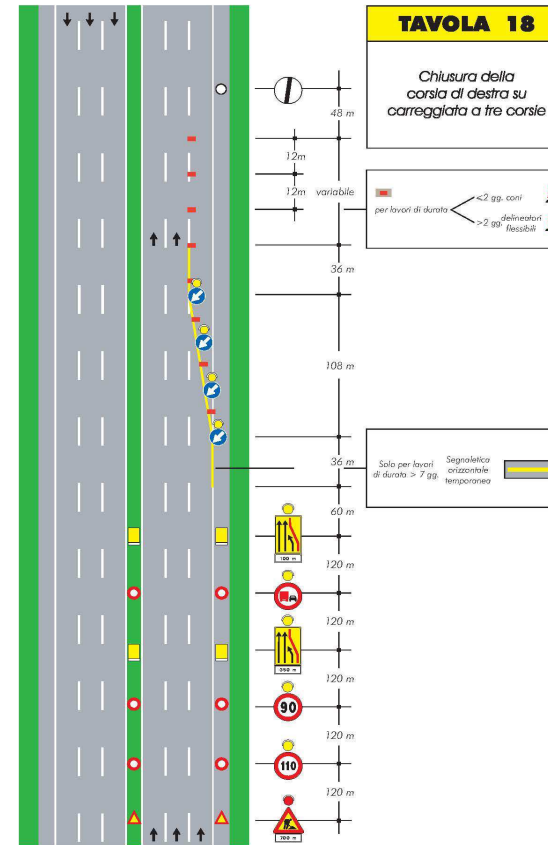 TAVOLA 18
Chiusura della
corsia di destra su
carreggiata a tre corsie
48 m
12m
12m
variabile
per lavori di durata
<2 gg. coni
>2 gg. delineatori
flessibili
36 m
108 m
36 m
Solo per lavori
di durata > 7 gg.
Segnaletica
orizzontale
temporanea
60 m
100 m
120 m
120 m
350 m
120 m
90
120 m
110
120 m
700 m